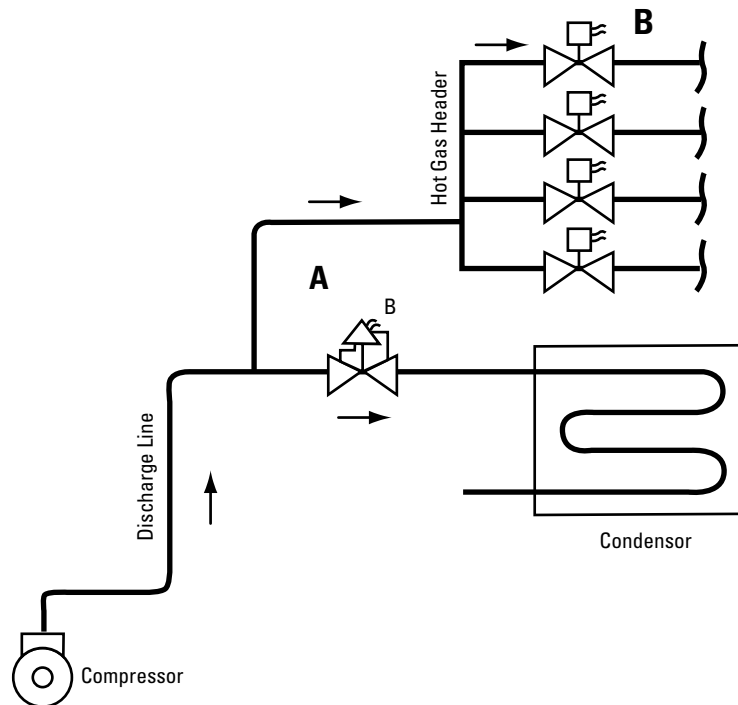 B
Hot Gas Header
A
B
Discharge Line
Condensor
Compressor